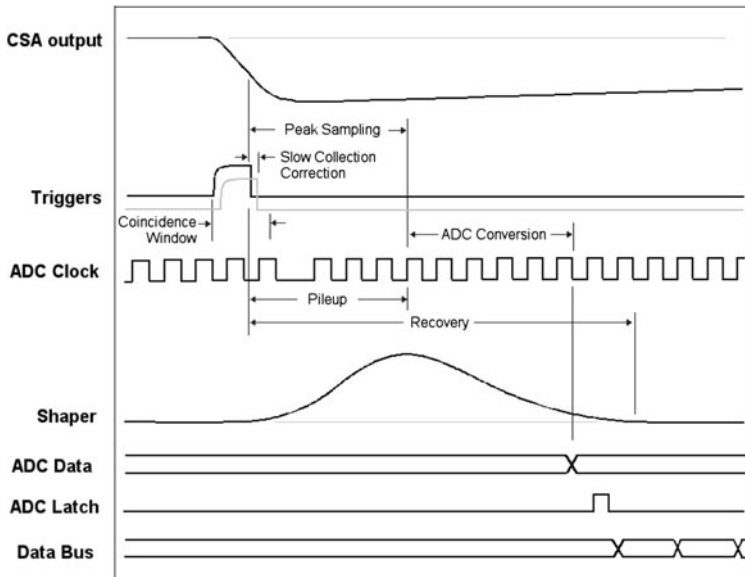 CSA output
Peak Sampling
Slow Collection
Correction
Triggers
Coincidence
Window
ADC Conversion
ADC Clock
Pileup
Recovery
Shaper
ADC Data
ADC Latch
Data Bus